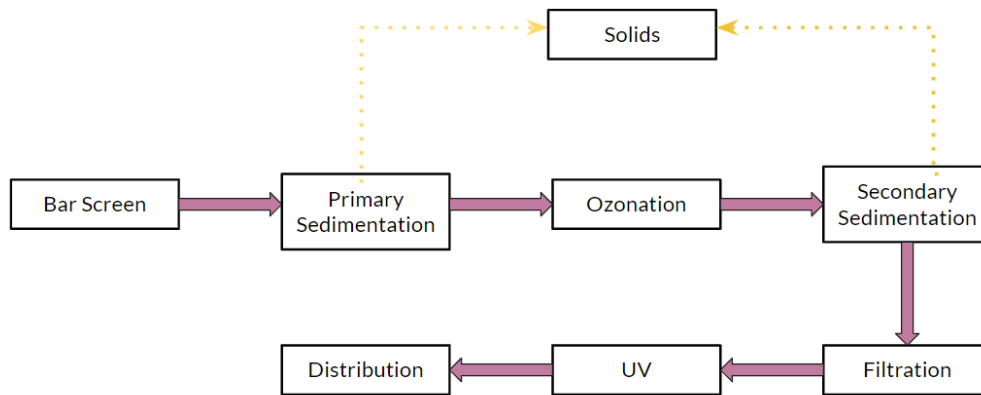 Solids
Bar Screen
Primary
Sedimentation
Ozonation
Secondary
Sedimentation
Filtration
UV
Distribution